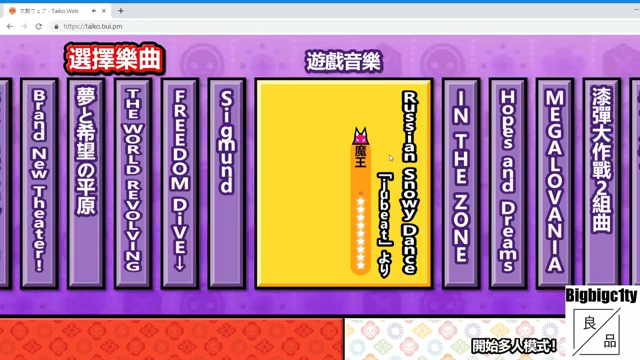 太鼓ウェブ - Taiko Web
https://taiko.bui.pm
選擇樂曲
遊戲音樂
Brand New Theater!
夢と希望の平原
THE WORLD REVOLVING
FREEDOM DiVE↓
Sigmund
魔王
Russian Snowy Dance
「jubeat」より
IN THE ZONE
Hopes and Dreams
MEGALOVANIA
漆彈大作戰2組曲
Bigbigc1ty
良品
開始多人模式!